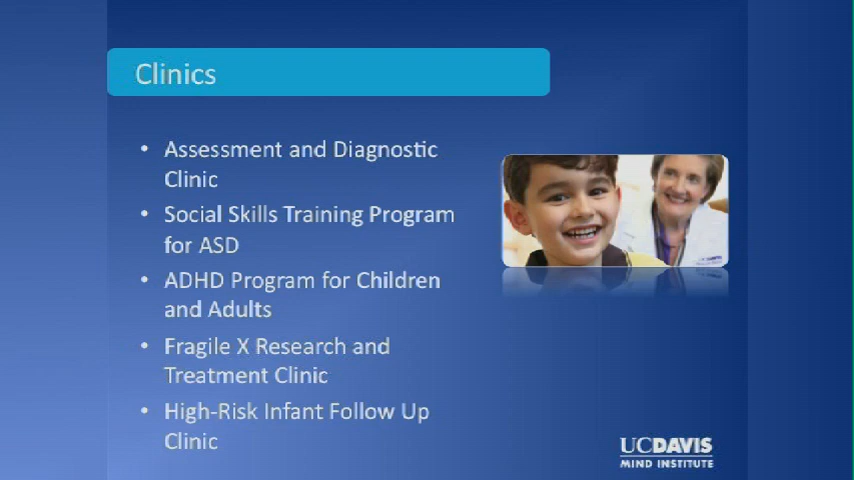 Clinics
• Assessment and Diagnostic
Clinic
• Social Skills Training Program
for ASD
• ADHD Program for Children
and Adults
• Fragile X Research and
Treatment Clinic
• High-Risk Infant Follow Up
Clinic
UCDAVIS
MIND INSTITUTE